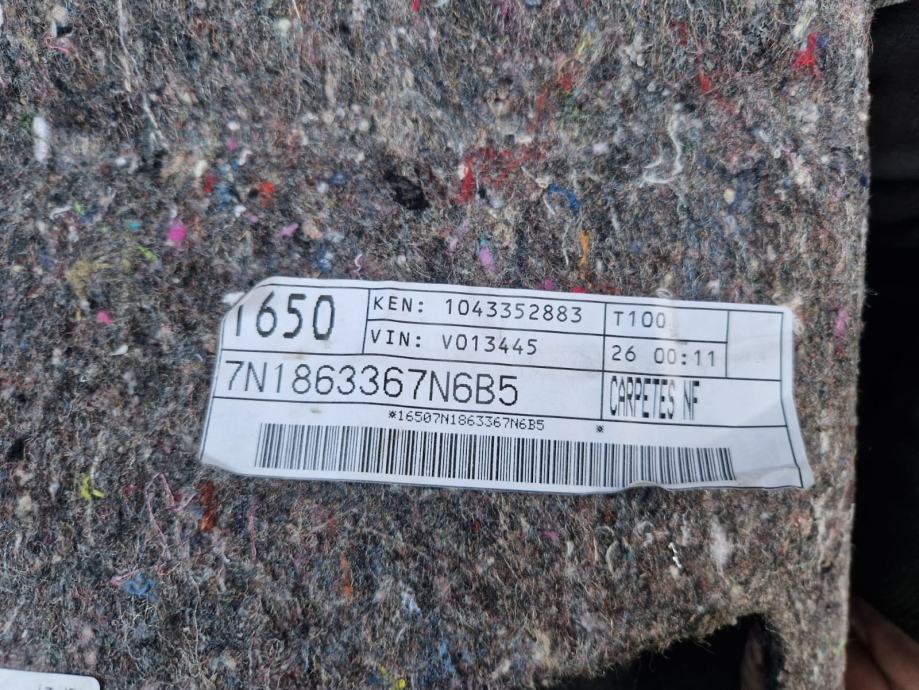 1650
KEN: 1043352883
T100
VIN: V013445
26 00:11
7N1863367N6B5
CARPETES NF
*16507N1863367N6B5 *